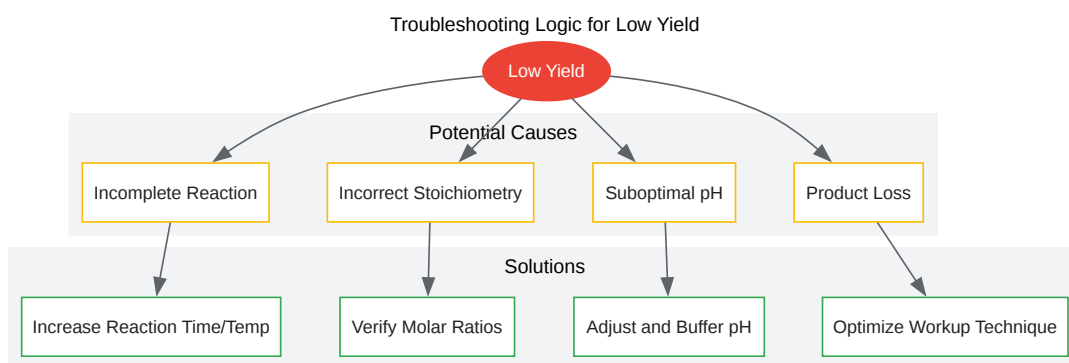 Troubleshooting Logic for Low Yield
Low Yield
Potential Causes
Incomplete Reaction
Incorrect Stoichiometry
Suboptimal pH
Product Loss
Solutions
Increase Reaction Time/Temp
Verify Molar Ratios
Adjust and Buffer pH
Optimize Workup Technique